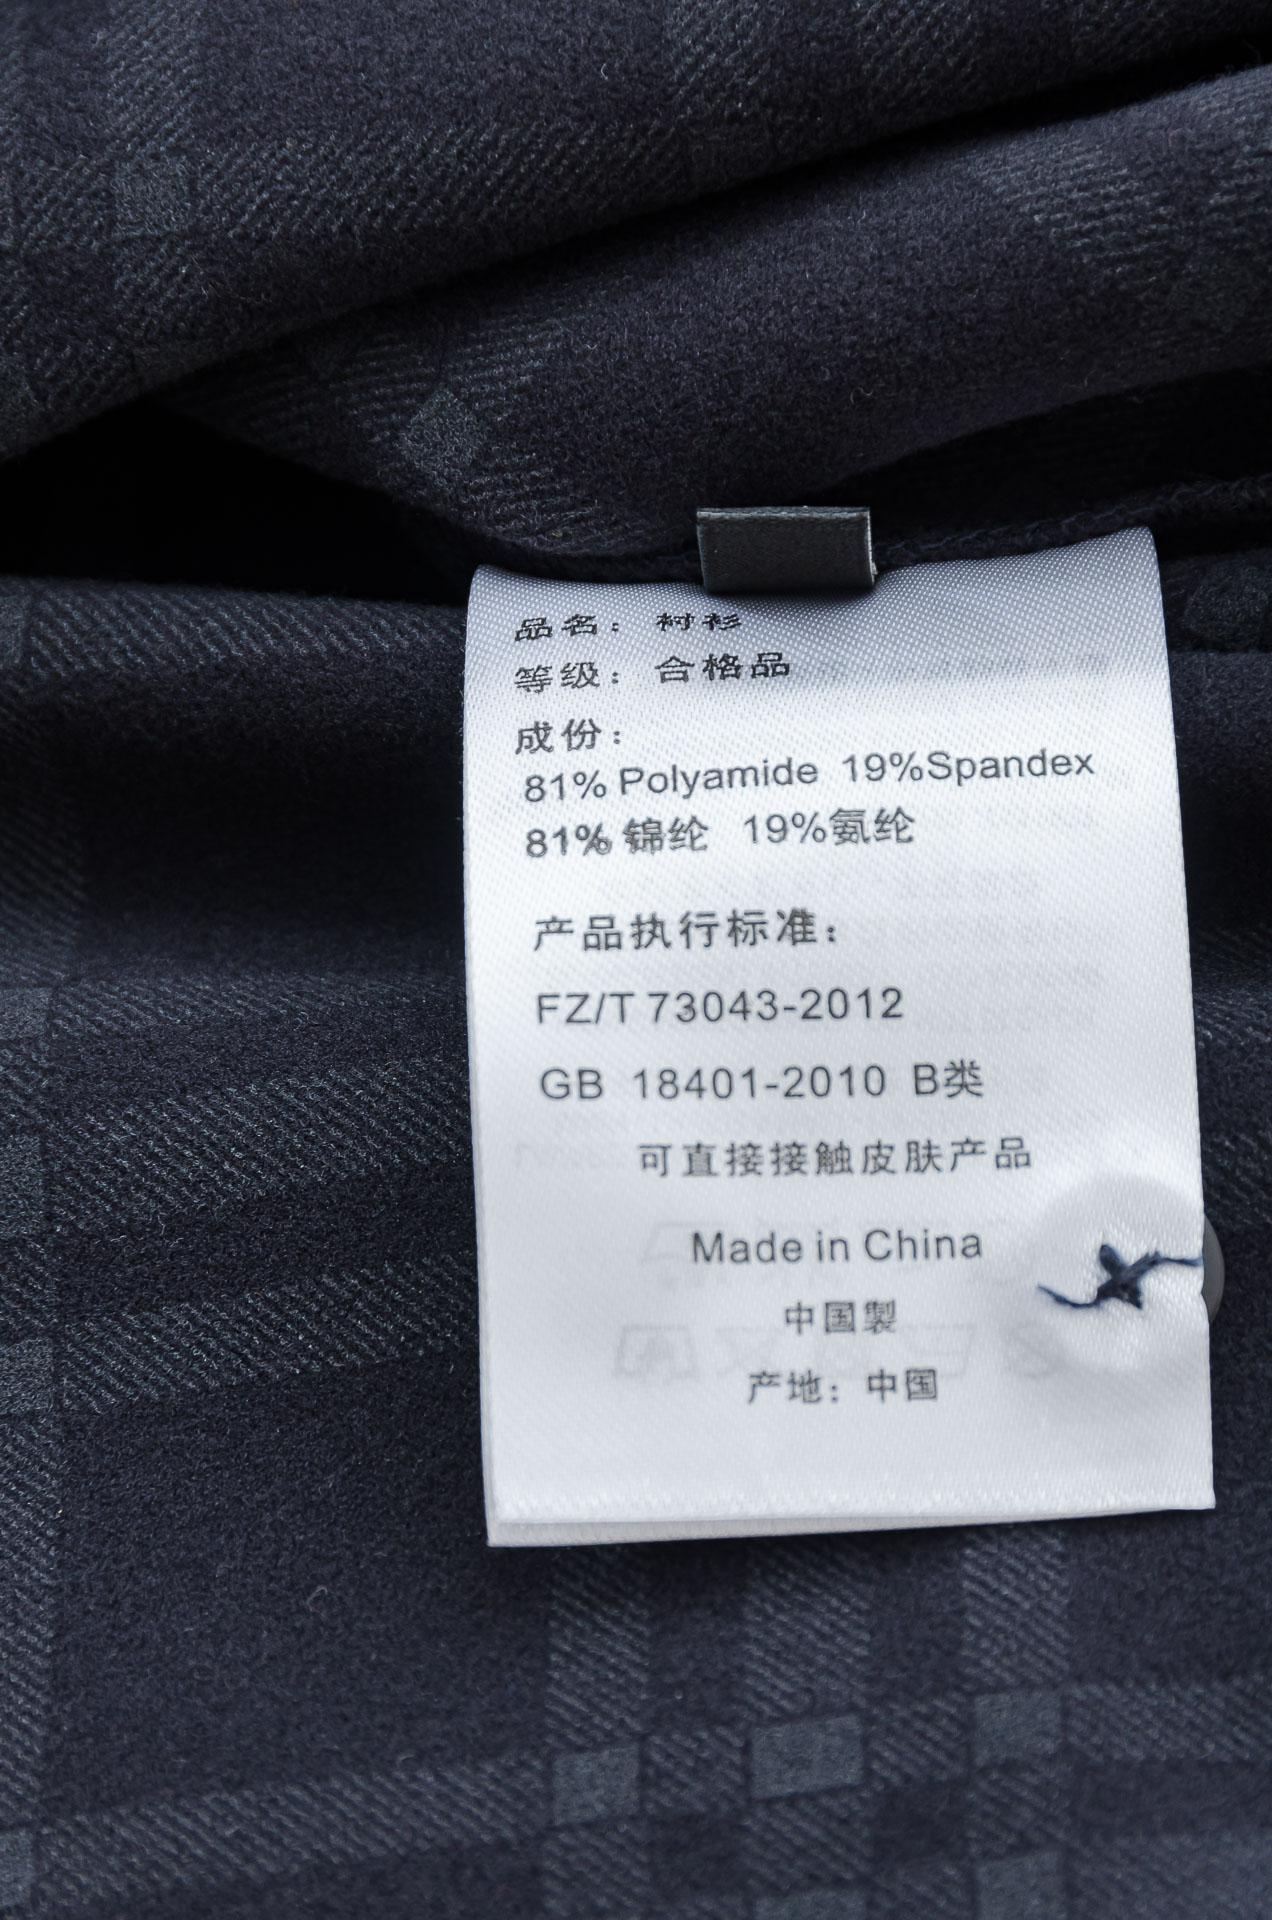 品名：衬衫
等级：合格品
成份：
81% Polyamide 19%Spandex
81% 锦纶 19%氨纶
产品执行标准：
FZ/T 73043-2012
GB 18401-2010 B类
可直接接触皮肤产品
Made in China
中国製
产地：中国